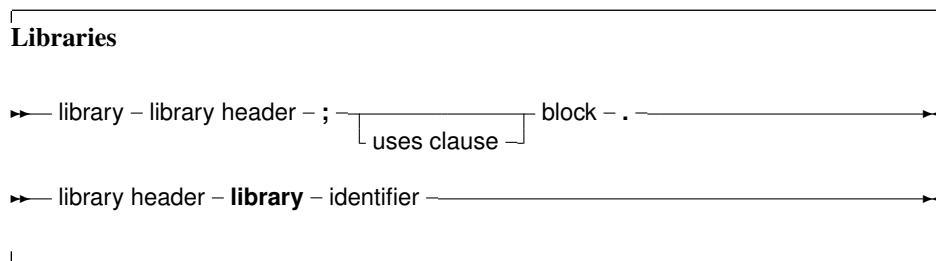 Libraries
library – library header – ; – block – . –
uses clause
library header – library – identifier –